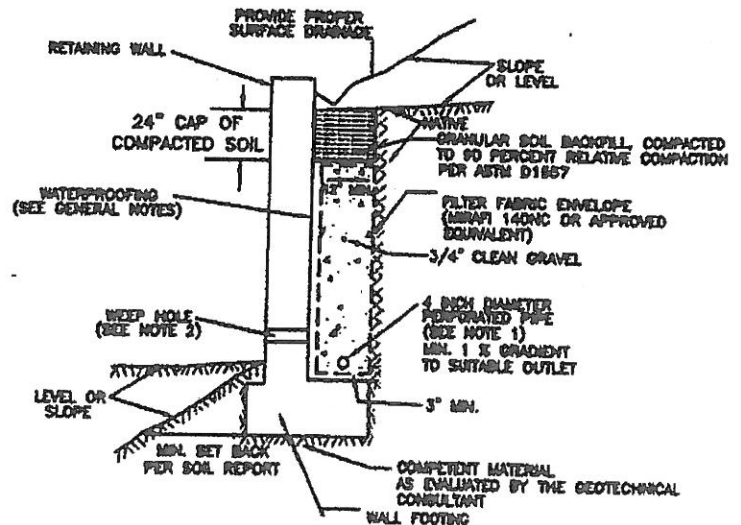 PROVIDE PROPER
SURFACE DRAINAGE
RETAINING WALL
SLOPE
OR LEVEL
24" CAP OF
COMPACTED SOIL
NATIVE
GRANULAR SOIL BACKFILL, COMPACTED
TO 90 PERCENT RELATIVE COMPACTION
PER ASTM D1557
12" MIN.
WATERPROOFING
(SEE GENERAL NOTES)
FILTER FABRIC ENVELOPE
(MIRAFI 140NC OR APPROVED
EQUIVALENT)
3/4" CLEAN GRAVEL
WEEP HOLE
(SEE NOTE 2)
4 INCH DIAMETER
PERFORATED PIPE
(SEE NOTE 1)
MIN. 1 % GRADIENT
TO SUITABLE OUTLET
LEVEL OR
SLOPE
3" MIN.
MIN. SET BACK
PER SOIL REPORT
COMPETENT MATERIAL
AS EVALUATED BY THE GEOTECHNICAL
CONSULTANT
WALL FOOTING